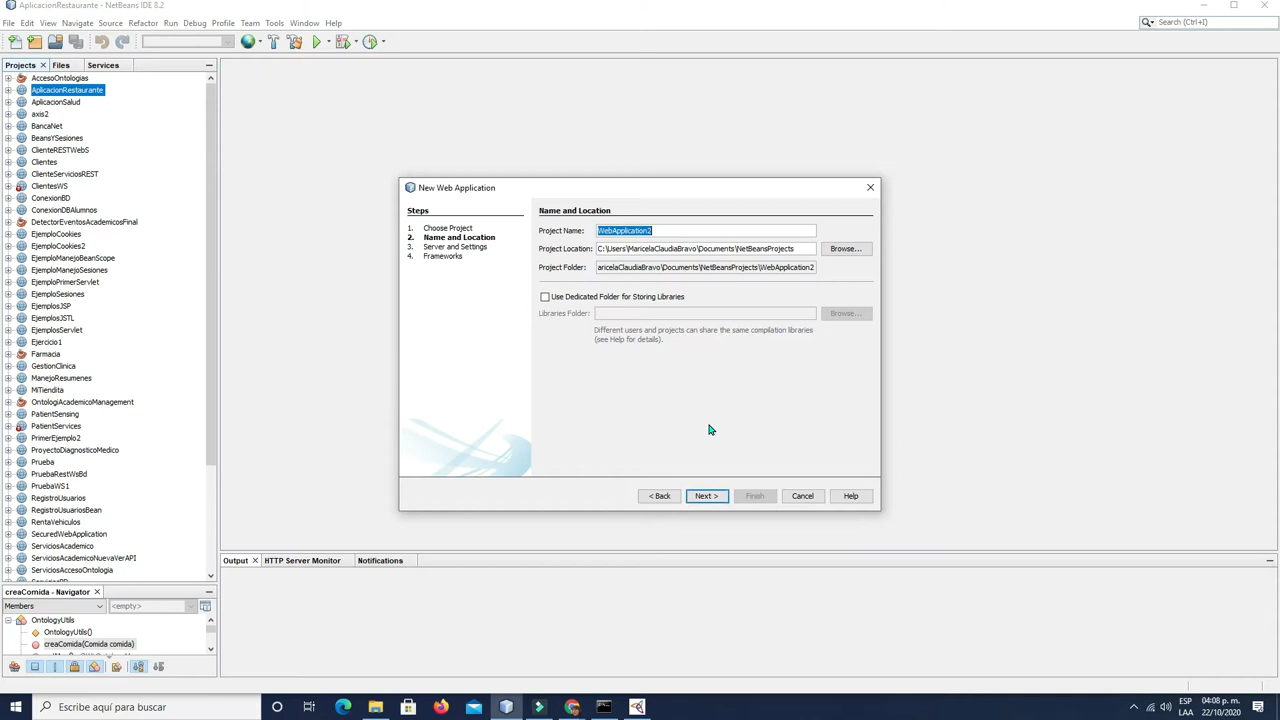 AplicacionRestaurante - NetBeans IDE 8.2
File Edit View Navigate Source Refactor Run Debug Profile Team Tools Window Help
Search (Ctrl+I)
Projects Files Services
AccesoOntologias
AplicacionRestaurante
AplicacionSalud
axis2
BancaNet
BeansYSesiones
ClienteRESTWebS
Clientes
ClienteServiciosREST
ClientesWS
ConexionBD
ConexionDBAlumnos
DetectorEventosAcademicosFinal
EjemploCookies
EjemploCookies2
EjemploManejoBeanScope
EjemploManejoSesiones
EjemploPrimerServlet
EjemploSesiones
EjemplosJSP
EjemplosJSTL
EjemplosServlet
Ejercicio1
Farmacia
GestionClinica
ManejoResumenes
MiTiendita
OntologiAcademicoManagement
PatientSensing
PatientServices
PrimerEjemplo2
ProyectoDiagnosticoMedico
Prueba
PruebaRestWsBd
PruebaWS1
RegistroUsuarios
RegistroUsuariosBean
RentaVehiculos
SecuredWebApplication
ServiciosAcademico
ServiciosAcademicoNuevaVerAPI
ServiciosAccesoOntologia
New Web Application
Steps
1. Choose Project
2. Name and Location
3. Server and Settings
4. Frameworks
Name and Location
Project Name: WebApplication2
Project Location: C:\Users\MaricelaClaudiaBravo\Documents\NetBeansProjects Browse...
Project Folder: aricelaClaudiaBravo\Documents\NetBeansProjects\WebApplication2
Use Dedicated Folder for Storing Libraries
Libraries Folder: Browse...
Different users and projects can share the same compilation libraries
(see Help for details).
< Back Next > Finish Cancel Help
Output HTTP Server Monitor Notifications
creaComida - Navigator
Members <empty>
OntologyUtils
OntologyUtils()
creaComida(Comida comida)
Escribe aquí para buscar
ESP 04:08 p. m.
LAA 22/10/2020